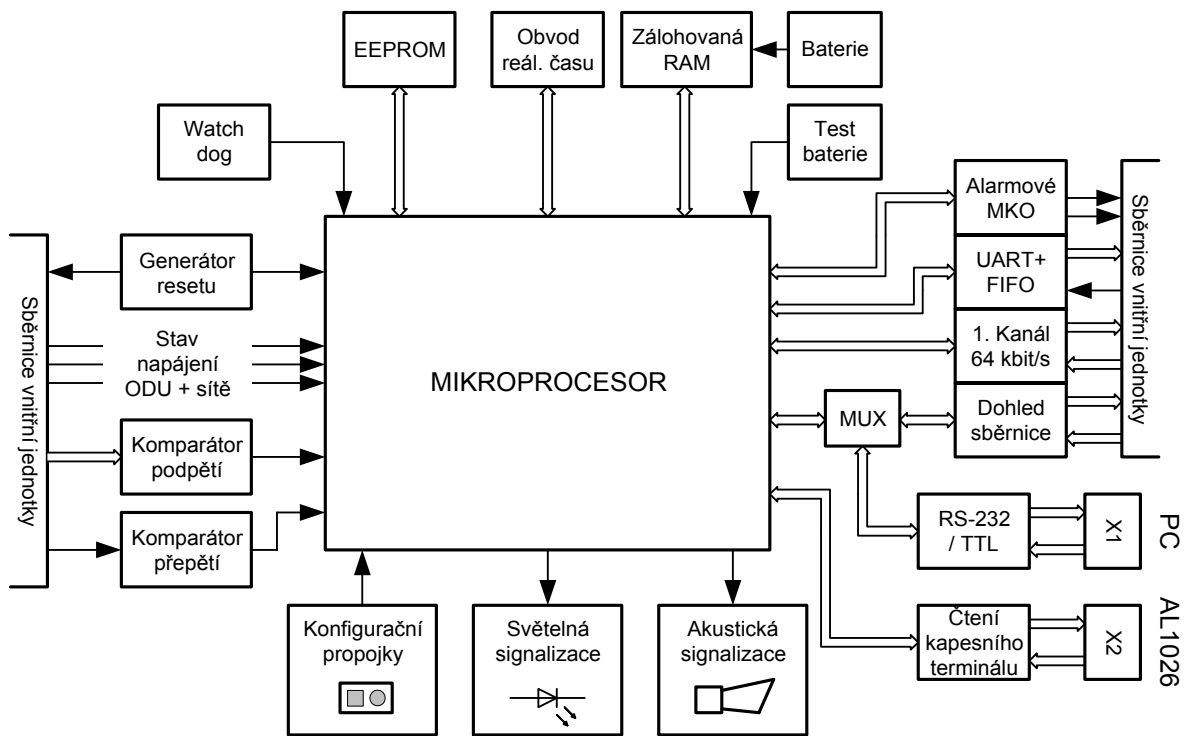 EEPROM
Obvod
reál. času
Zálohovaná
RAM
Baterie
Watch
dog
Test
baterie
Sběrnice vnitřní jednotky
Generátor
resetu
Stav
napájení
ODU + sítě
Komparátor
podpětí
Komparátor
přepětí
MIKROPROCESOR
Alarmové
MKO
UART+
FIFO
1. Kanál
64 kbit/s
MUX
Dohled
sběrnice
Sběrnice vnitřní jednotky
RS-232
/ TTL
X1
PC
Čtení
kapesního
terminálu
X2
AL1026
Konfigurační
propojky
Světelná
signalizace
Akustická
signalizace